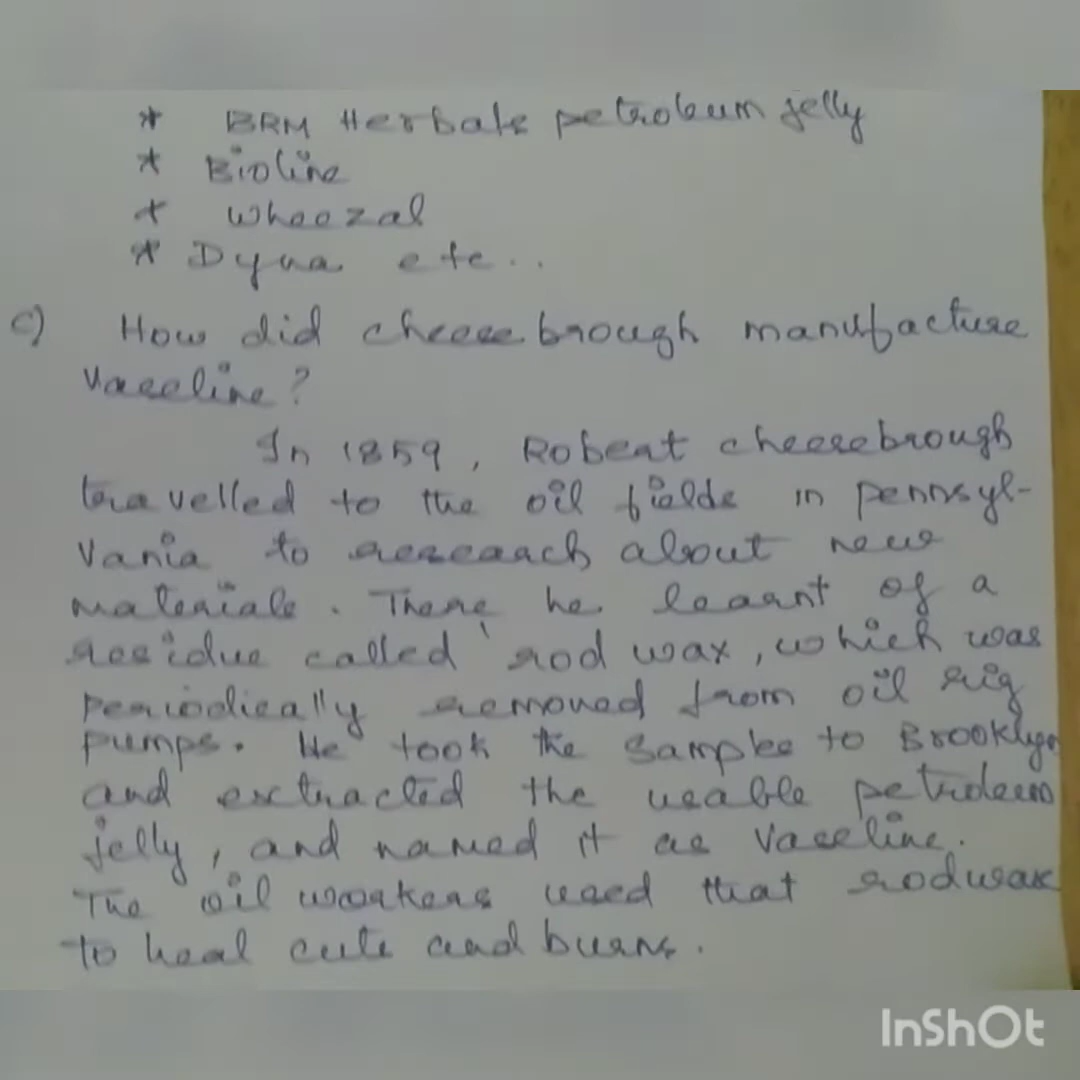 * BRM Herbals petroleum jelly
* Bioline
* Wheezal
* Dyna etc..
c) How did cheesebrough manufacture
Vaseline?
In 1859, Robert cheesebrough
travelled to the oil fields in pennsyl-
vania to research about new
materials. There he learnt of a
residue called 'rod wax, which was
periodically removed from oil rig
pumps. He took the samples to Brooklyn
and extracted the usable petroleum
jelly, and named it as Vaseline.
The oil workers used that rodwax
to heal cuts and burns.
InShOt